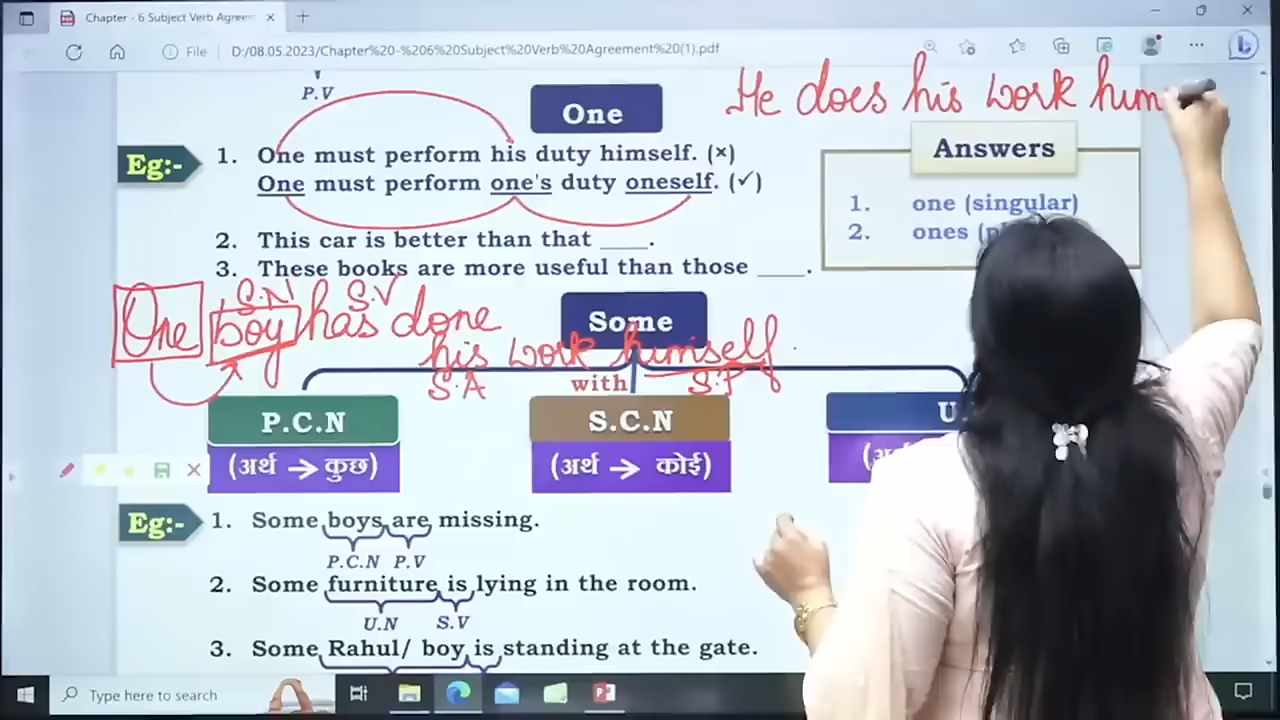 Chapter - 6 Subject Verb Agreem
File D:/08.05.2023/Chapter%20-%206%20Subject%20Verb%20Agreement%20(1).pdf
P.V
He does his work him
One
Eg:-
1. One must perform his duty himself. (×)
One must perform one's duty oneself. (✓)
2. This car is better than that ____.
3. These books are more useful than those ____.
Answers
1. one (singular)
2. ones
S.N S.V
One boy has done
his work himself
S.A S.P
Some
with
P.C.N
(अर्थ → कुछ)
S.C.N
(अर्थ → कोई)
U.
Eg:-
1. Some boys are missing.
P.C.N P.V
2. Some furniture is lying in the room.
U.N S.V
3. Some Rahul/ boy is standing at the gate.
Type here to search